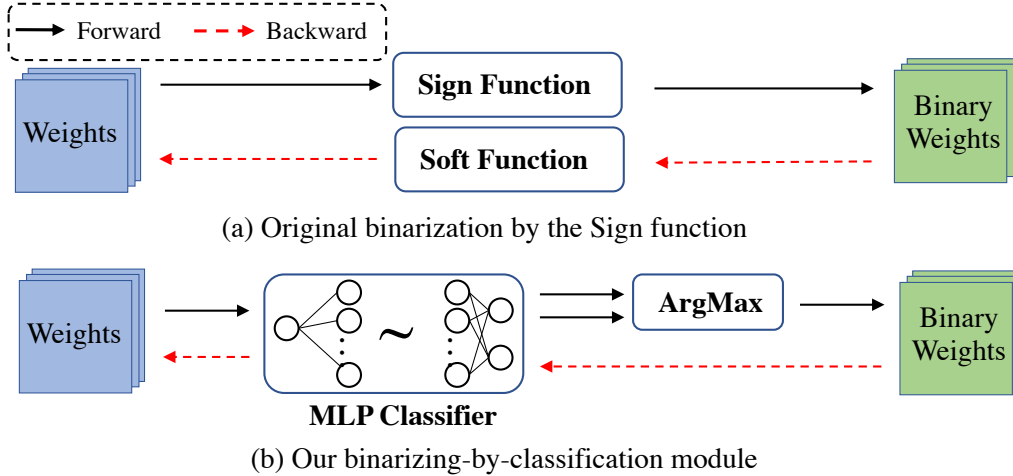 Forward Backward
Weights
Sign Function
Soft Function
Binary
Weights
(a) Original binarization by the Sign function
Weights
~
MLP Classifier
ArgMax
Binary
Weights
(b) Our binarizing-by-classification module